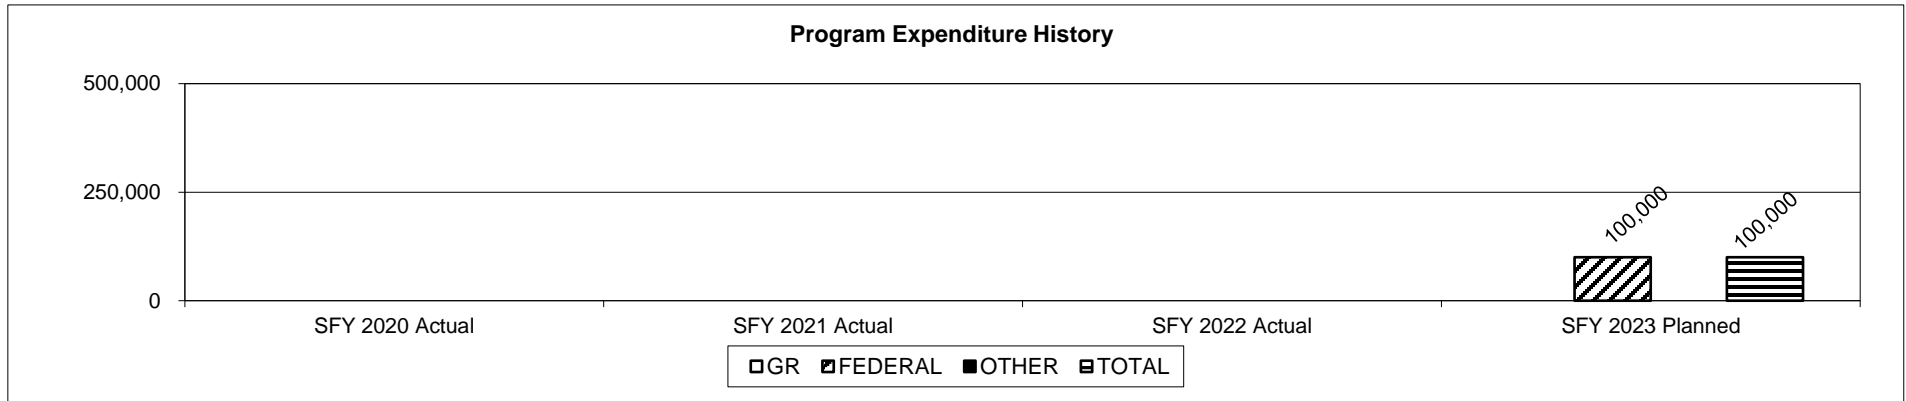 Program Expenditure History
500,000
250,000
0
100,000
100,000
SFY 2020 Actual
SFY 2021 Actual
SFY 2022 Actual
SFY 2023 Planned
GR FEDERAL OTHER TOTAL